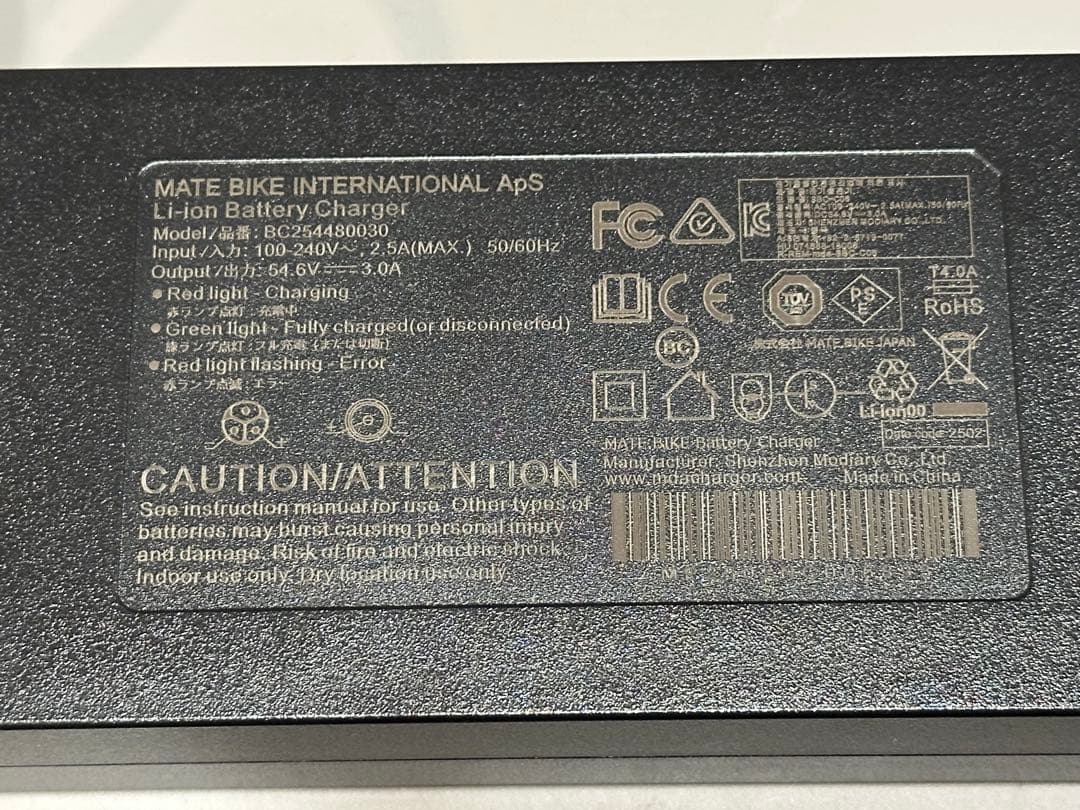 MATE BIKE INTERNATIONAL ApS
Li-ion Battery Charger
Model/品番: BC254480030
Input/入力: 100-240V~, 2.5A(MAX.) 50/60Hz
Output/出力: 54.6V⎓3.0A
● Red light - Charging
赤ランプ点灯 : 充電中
● Green light - Fully charged(or disconnected)
緑ランプ点灯 : フル充電 (または切断)
● Red light flashing - Error
赤ランプ点滅 : エラー
CAUTION/ATTENTION
See instruction manual for use. Other types of
batteries may burst causing personal injury
and damage. Risk of fire and electric shock.
Indoor use only. Dry location use only.
FC
CE
TÜV
PS
E
T4.0A
RoHS
BC
株式会社 MATE BIKE JAPAN
Li-ion00
Date code: 2502
MATE BIKE Battery Charger
Manufacturer: Shenzhen Modiary Co., Ltd.
www.mdacharger.com Made in China